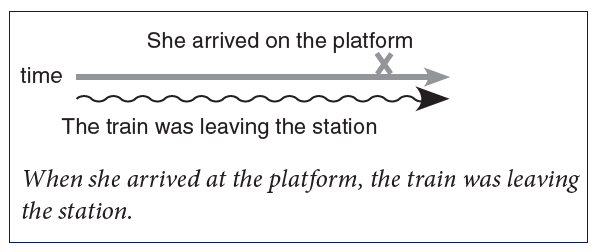 She arrived on the platform
time
The train was leaving the station
When she arrived at the platform, the train was leaving
the station.